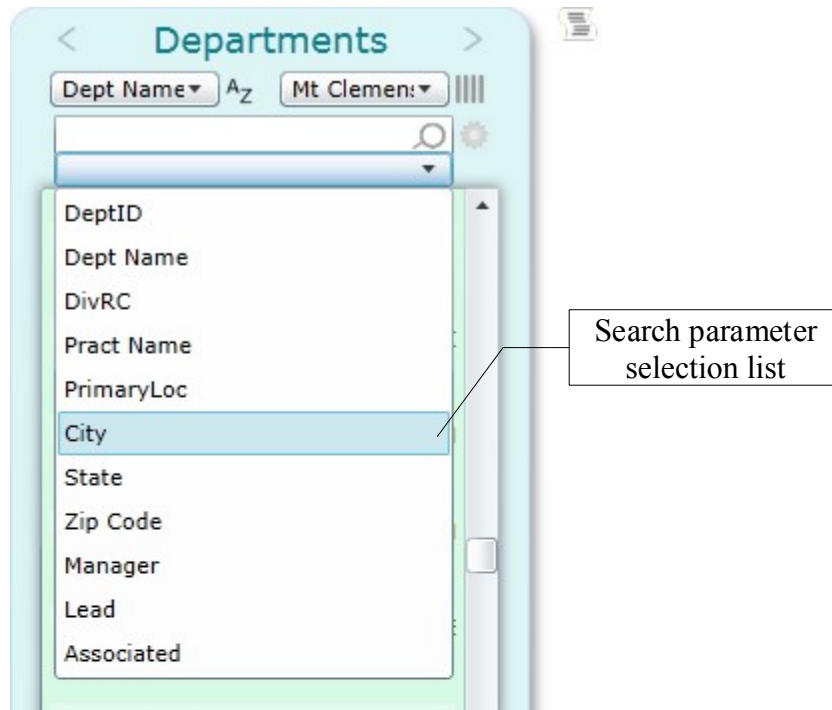 < Departments >
Dept Name AZ Mt Clemens
DeptID
Dept Name
DivRC
Pract Name
PrimaryLoc
City
State
Zip Code
Manager
Lead
Associated
Search parameter
selection list